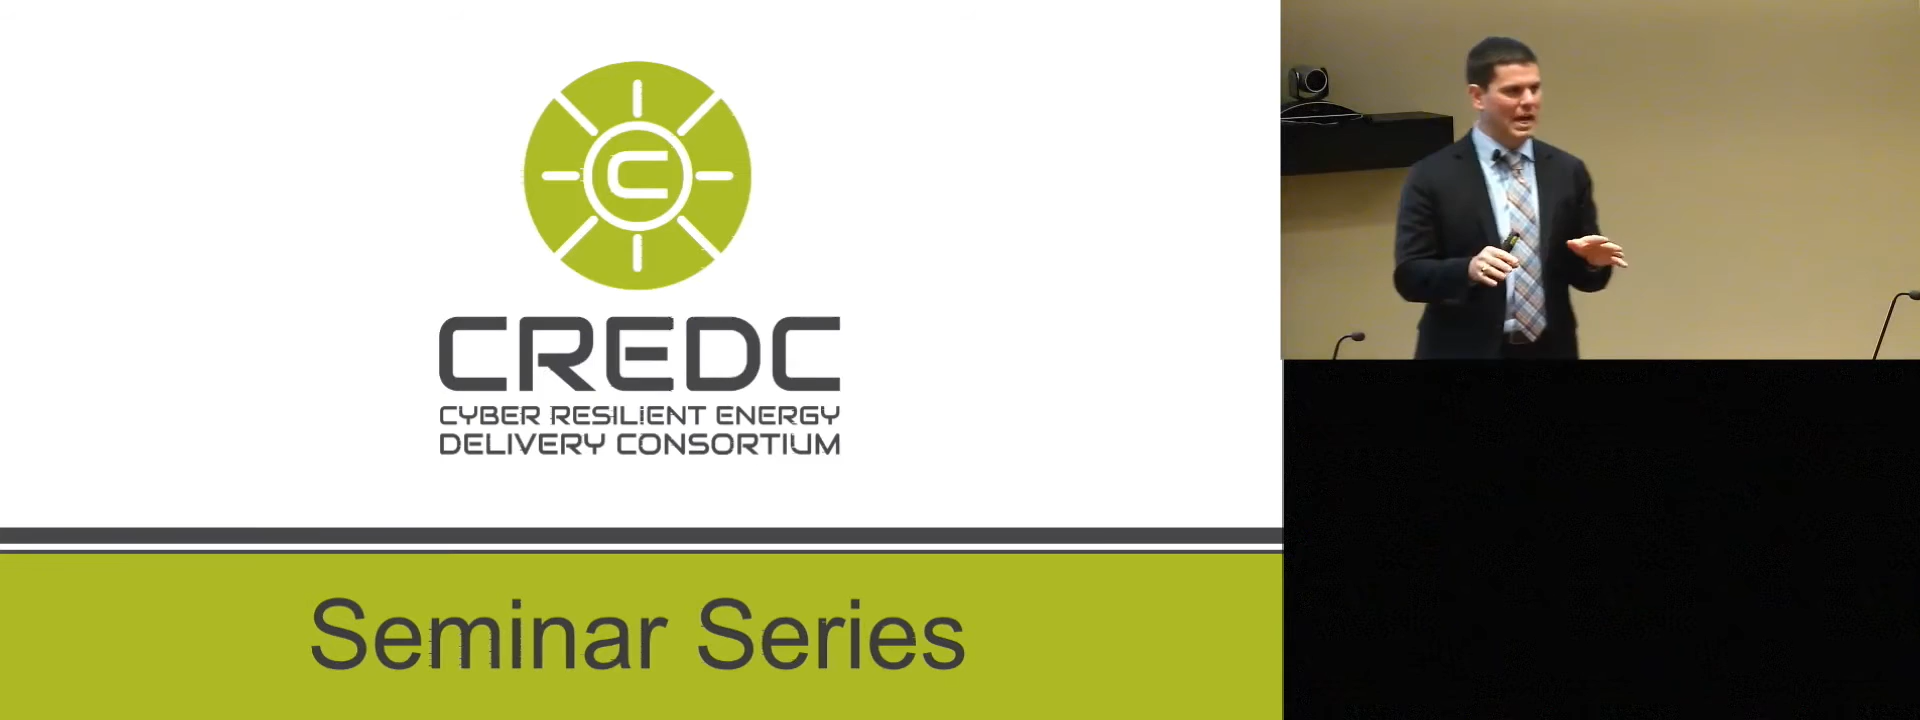 C
CREDC
CYBER RESILIENT ENERGY
DELIVERY CONSORTIUM
Seminar Series